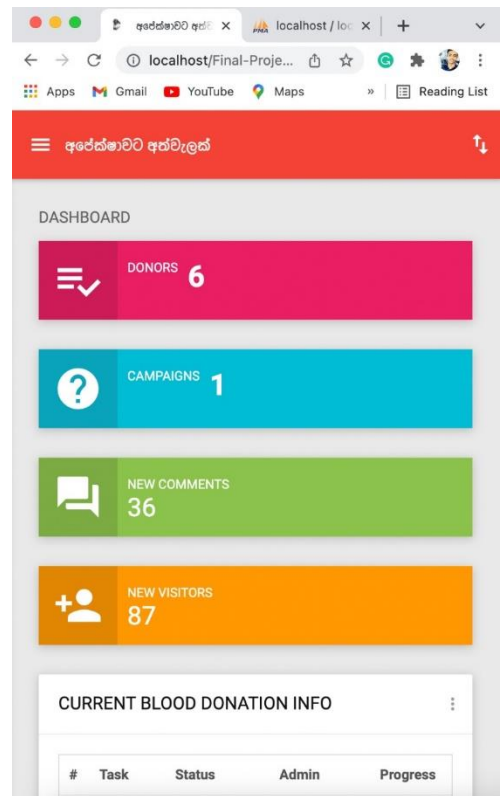 අපේක්ෂාවට අත්වැ
localhost / loc
localhost/Final-Proje...
Apps Gmail YouTube Maps » Reading List
අපේක්ෂාවට අත්වැලක්
DASHBOARD
DONORS 6
CAMPAIGNS 1
NEW COMMENTS
36
NEW VISITORS
87
CURRENT BLOOD DONATION INFO
# Task Status Admin Progress